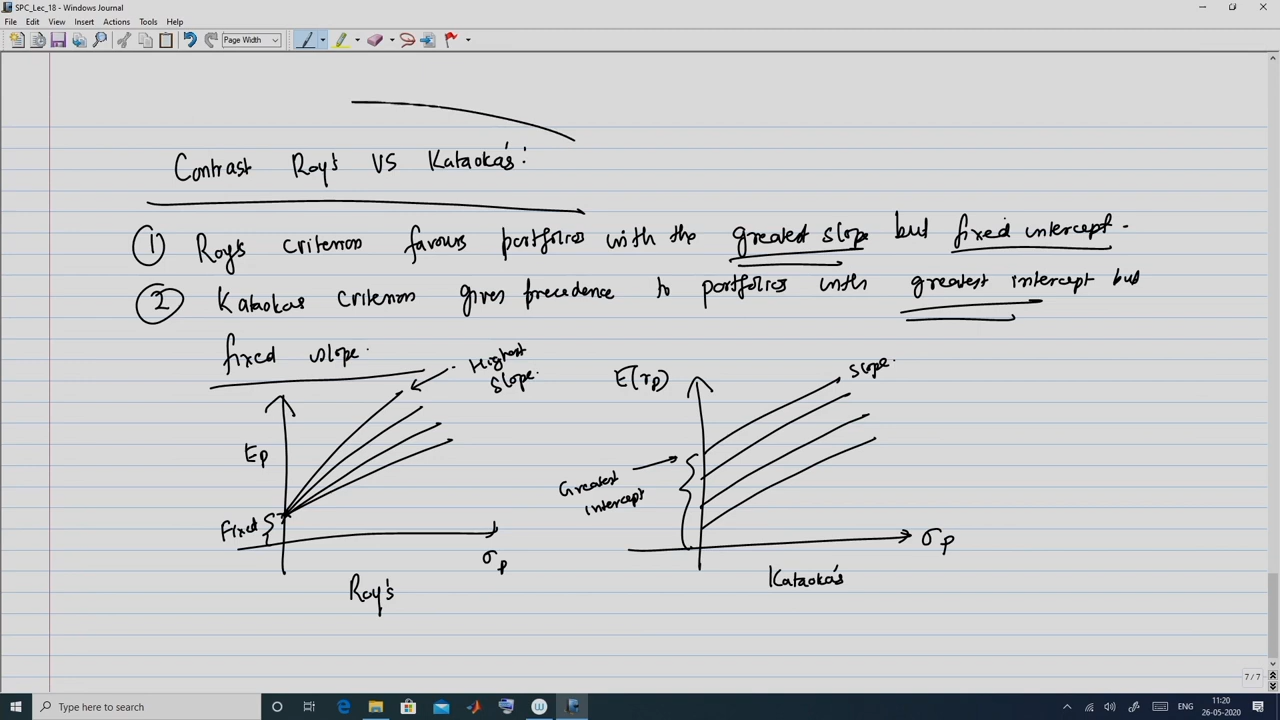 SPC_Lec_18 - Windows Journal
File Edit View Insert Actions Tools Help
Page Width
Contrast Roy's VS Kataoka's:
① Roy's criterion favours portfolios with the greatest slope but fixed intercept.
② Kataokas criterion gives precedence to portfolios with greatest intercept but
fixed slope.
Highest
slope.
Ep
Fixed
σp
Roy's
E(rp)
slope.
Greatest
intercept
σp
Kataoka's
7 / 7
Type here to search
ENG
11:20
26-05-2020